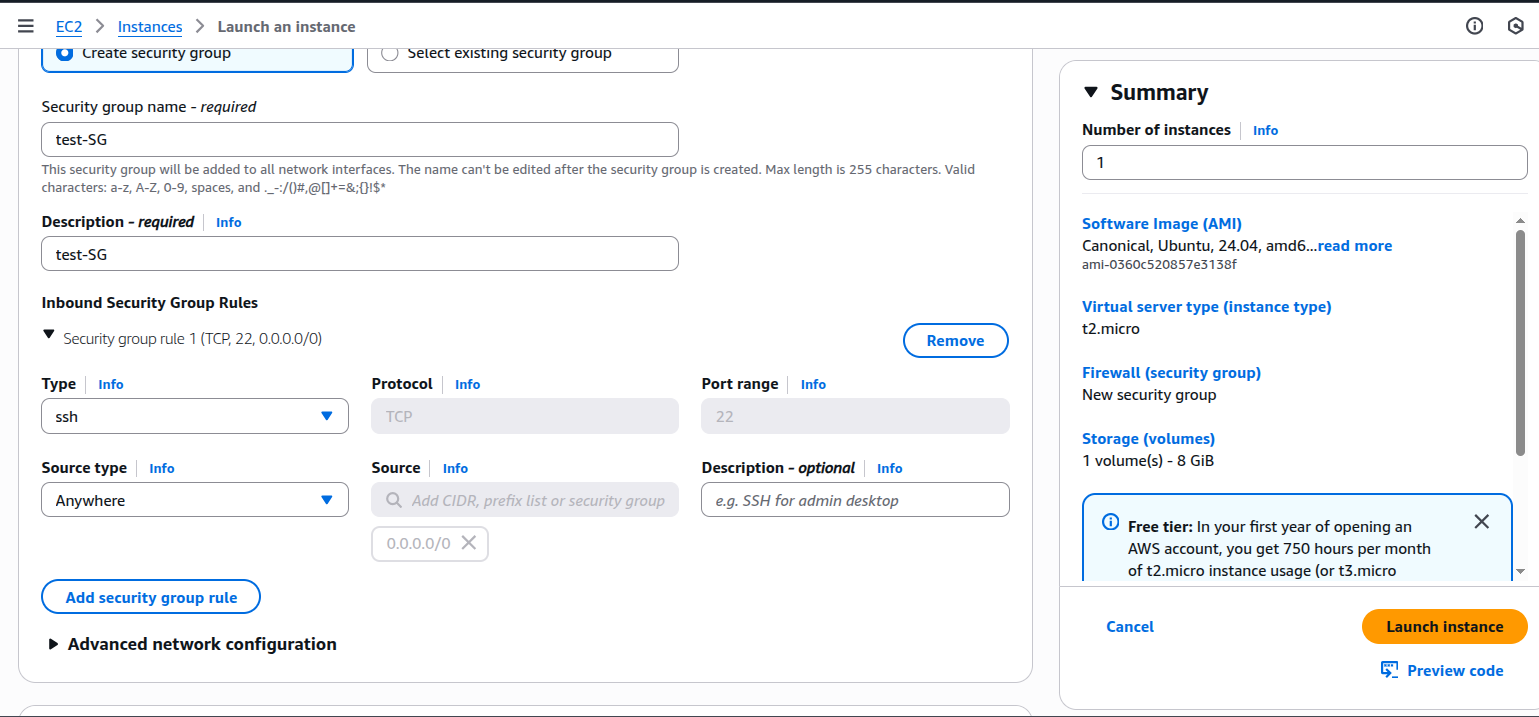 EC2 > Instances > Launch an instance
Create security group
Select existing security group
Security group name - required
test-SG
This security group will be added to all network interfaces. The name can't be edited after the security group is created. Max length is 255 characters. Valid
characters: a-z, A-Z, 0-9, spaces, and ._-:/()#,@[]+=&;{}!$*
Description - required
Info
test-SG
Inbound Security Group Rules
Security group rule 1 (TCP, 22, 0.0.0.0/0)
Remove
Type
Info
Protocol
Info
Port range
Info
ssh
TCP
22
Source type
Info
Source
Info
Description - optional
Info
Anywhere
Add CIDR, prefix list or security group
e.g. SSH for admin desktop
0.0.0.0/0
Add security group rule
Advanced network configuration
Summary
Number of instances
Info
1
Software Image (AMI)
Canonical, Ubuntu, 24.04, amd6...read more
ami-0360c520857e3138f
Virtual server type (instance type)
t2.micro
Firewall (security group)
New security group
Storage (volumes)
1 volume(s) - 8 GiB
Free tier: In your first year of opening an
AWS account, you get 750 hours per month
of t2.micro instance usage (or t3.micro
Cancel
Launch instance
Preview code